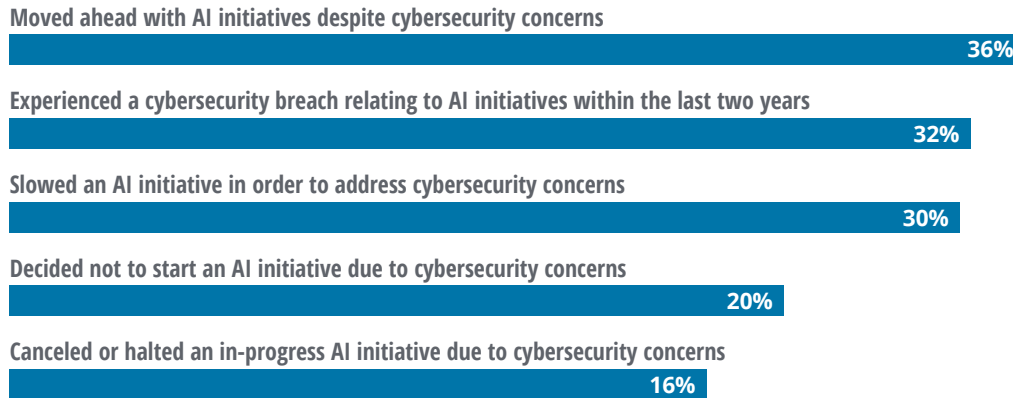 Moved ahead with AI initiatives despite cybersecurity concerns
36%
Experienced a cybersecurity breach relating to AI initiatives within the last two years
32%
Slowed an AI initiative in order to address cybersecurity concerns
30%
Decided not to start an AI initiative due to cybersecurity concerns
20%
Canceled or halted an in-progress AI initiative due to cybersecurity concerns
16%